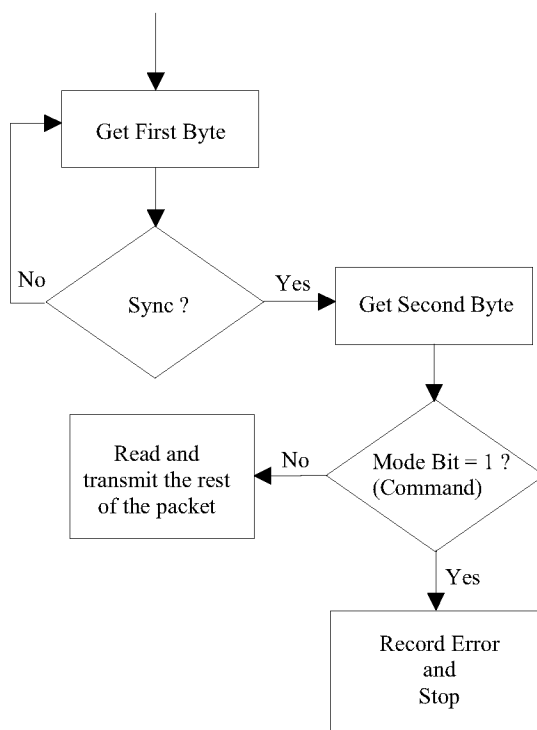 Get First Byte
No
Sync ?
Yes
Get Second Byte
Read and
transmit the rest
of the packet
No
Mode Bit = 1 ?
(Command)
Yes
Record Error
and
Stop